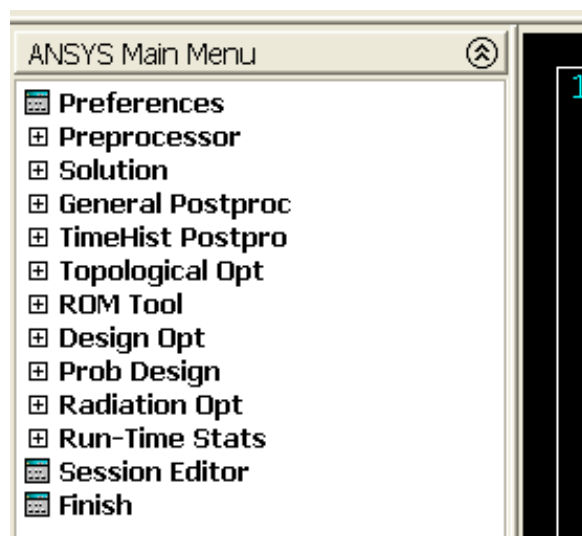 ANSYS Main Menu
1
Preferences
Preprocessor
Solution
General Postproc
TimeHist Postpro
Topological Opt
ROM Tool
Design Opt
Prob Design
Radiation Opt
Run-Time Stats
Session Editor
Finish